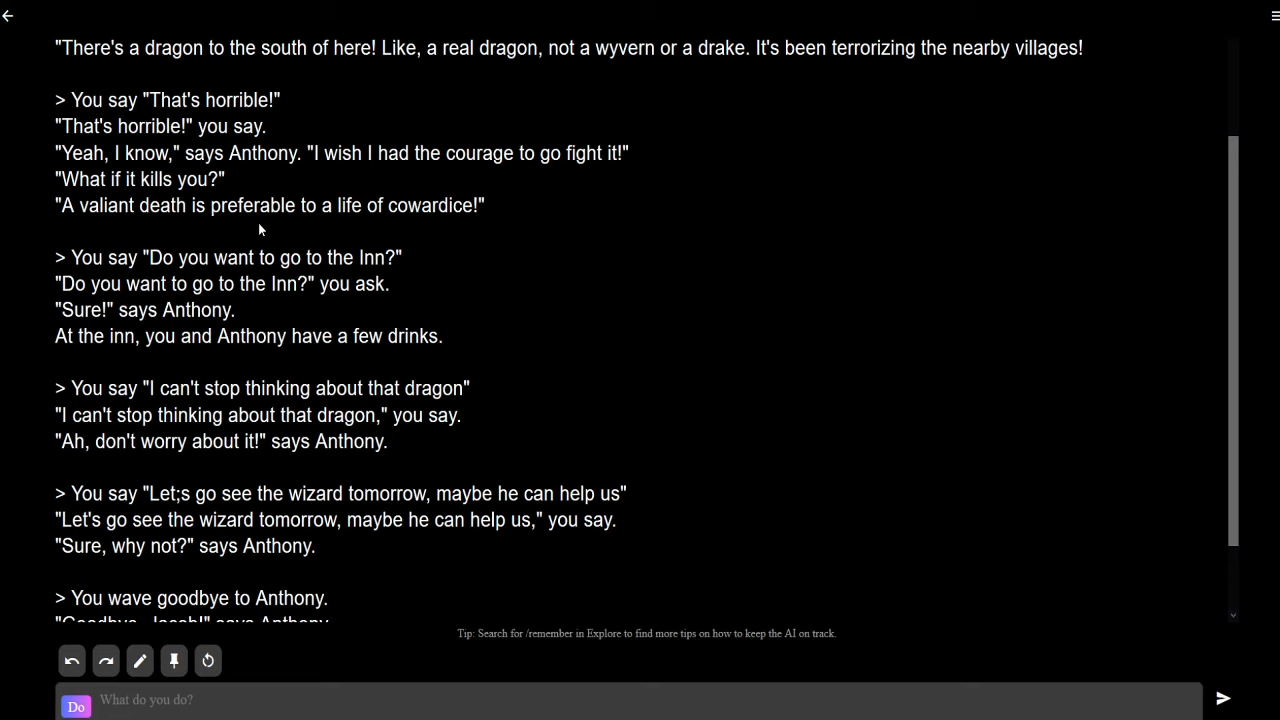 "There's a dragon to the south of here! Like, a real dragon, not a wyvern or a drake. It's been terrorizing the nearby villages!
> You say "That's horrible!"
"That's horrible!" you say.
"Yeah, I know," says Anthony. "I wish I had the courage to go fight it!"
"What if it kills you?"
"A valiant death is preferable to a life of cowardice!"
> You say "Do you want to go to the Inn?"
"Do you want to go to the Inn?" you ask.
"Sure!" says Anthony.
At the inn, you and Anthony have a few drinks.
> You say "I can't stop thinking about that dragon"
"I can't stop thinking about that dragon," you say.
"Ah, don't worry about it!" says Anthony.
> You say "Let;s go see the wizard tomorrow, maybe he can help us"
"Let's go see the wizard tomorrow, maybe he can help us," you say.
"Sure, why not?" says Anthony.
> You wave goodbye to Anthony.
"Goodbye, Jacob!" says Anthony.
Tip: Search for /remember in Explore to find more tips on how to keep the AI on track.
Do What do you do?